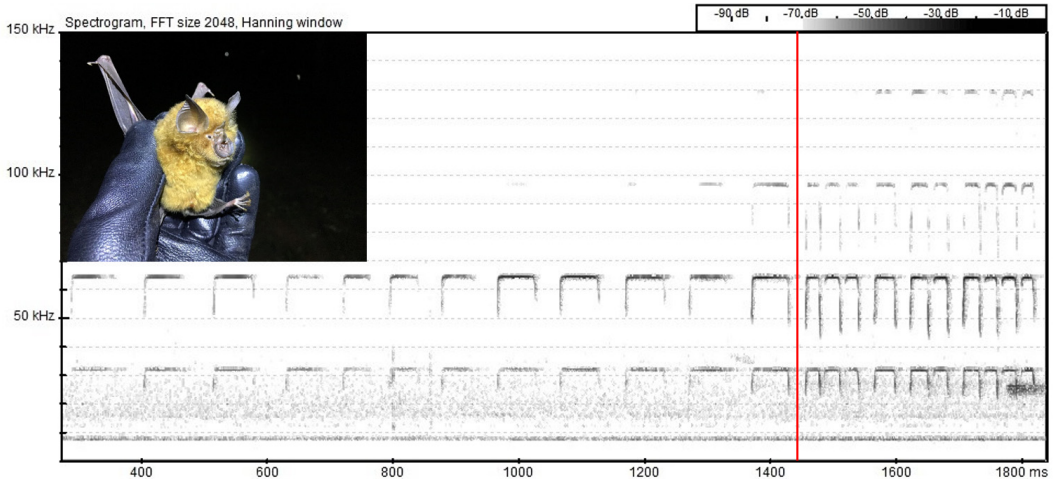 -90 dB -70 dB -50 dB -30 dB -10 dB
Spectrogram, FFT size 2048, Hanning window
150 kHz
100 kHz
50 kHz
400 600 800 1000 1200 1400 1600 1800 ms